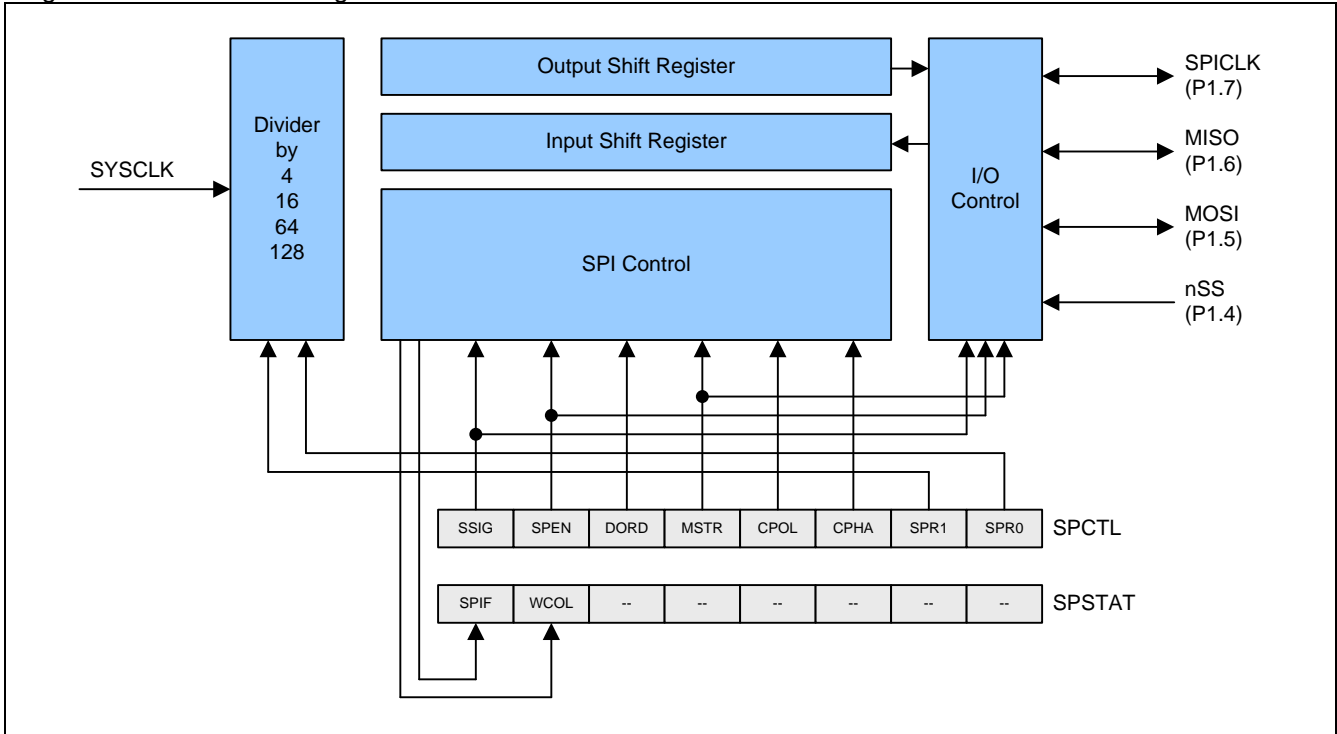 Output Shift Register
Input Shift Register
SPI Control
Divider
by
4
16
64
128
SYSCLK
I/O
Control
SPICLK
(P1.7)
MISO
(P1.6)
MOSI
(P1.5)
nSS
(P1.4)
SSIG SPEN DORD MSTR CPOL CPHA SPR1 SPR0 SPCTL
SPIF WCOL -- -- -- -- -- -- SPSTAT